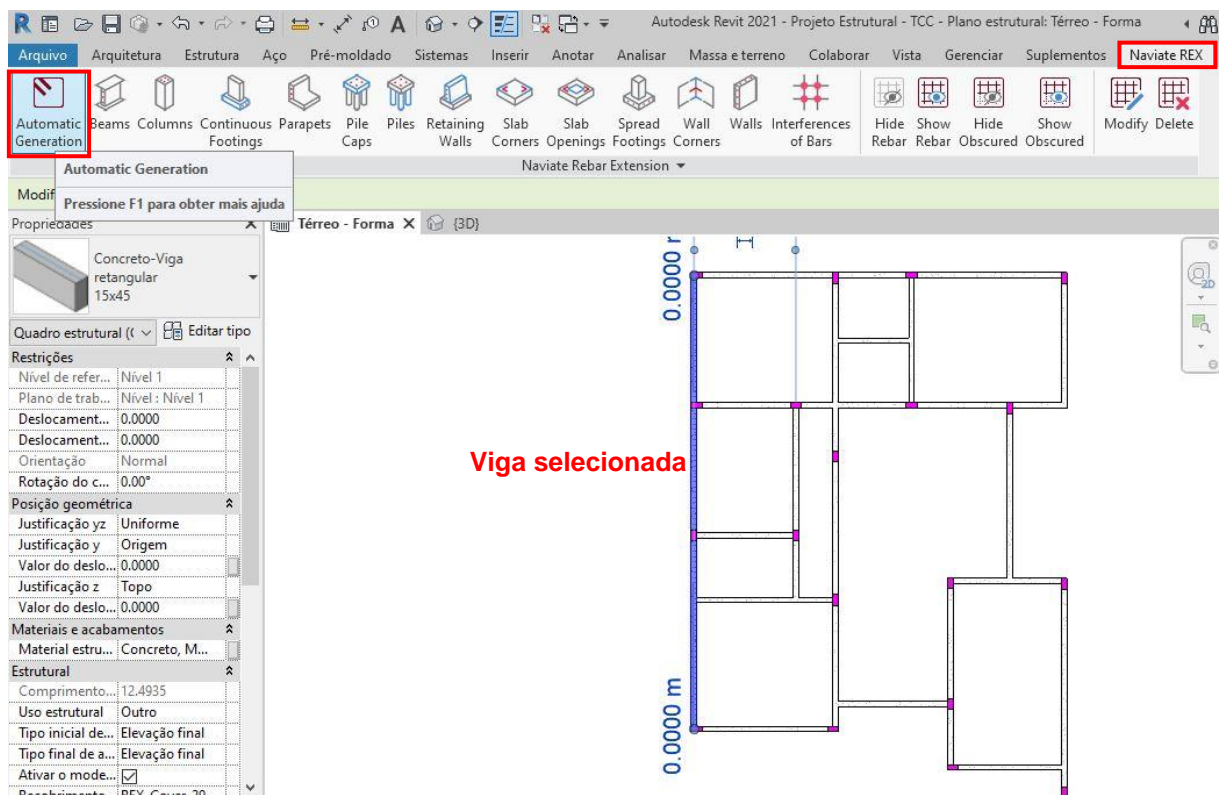 Autodesk Revit 2021 - Projeto Estrutural - TCC - Plano estrutural: Térreo - Forma
Arquivo Arquitetura Estrutura Aço Pré-moldado Sistemas Inserir Anotar Analisar Massa e terreno Colaborar Vista Gerenciar Suplementos Naviate REX
Automatic Beams Columns Continuous Parapets Pile Piles Retaining Slab Slab Spread Wall Walls Interferences Hide Show Hide Show Modify Delete
Generation Footings Caps Walls Corners Openings Footings Corners of Bars Rebar Rebar Obscured Obscured
Naviate Rebar Extension
Automatic Generation
Modif
Pressione F1 para obter mais ajuda
Propriedades
Térreo - Forma
{3D}
Concreto-Viga
retangular
15x45
Quadro estrutural ((
Editar tipo
Restrições
Nível de refer... Nível 1
Plano de trab... Nível : Nível 1
Deslocament... 0.0000
Deslocament... 0.0000
Orientação Normal
Rotação do c... 0.00°
Posição geométrica
Justificação yz Uniforme
Justificação y Origem
Valor do deslo... 0.0000
Justificação z Topo
Valor do deslo... 0.0000
Materiais e acabamentos
Material estru... Concreto, M...
Estrutural
Comprimento... 12.4935
Uso estrutural Outro
Tipo inicial de... Elevação final
Tipo final de a... Elevação final
Ativar o mode...
0.0000
Viga selecionada
0.0000 m
2D